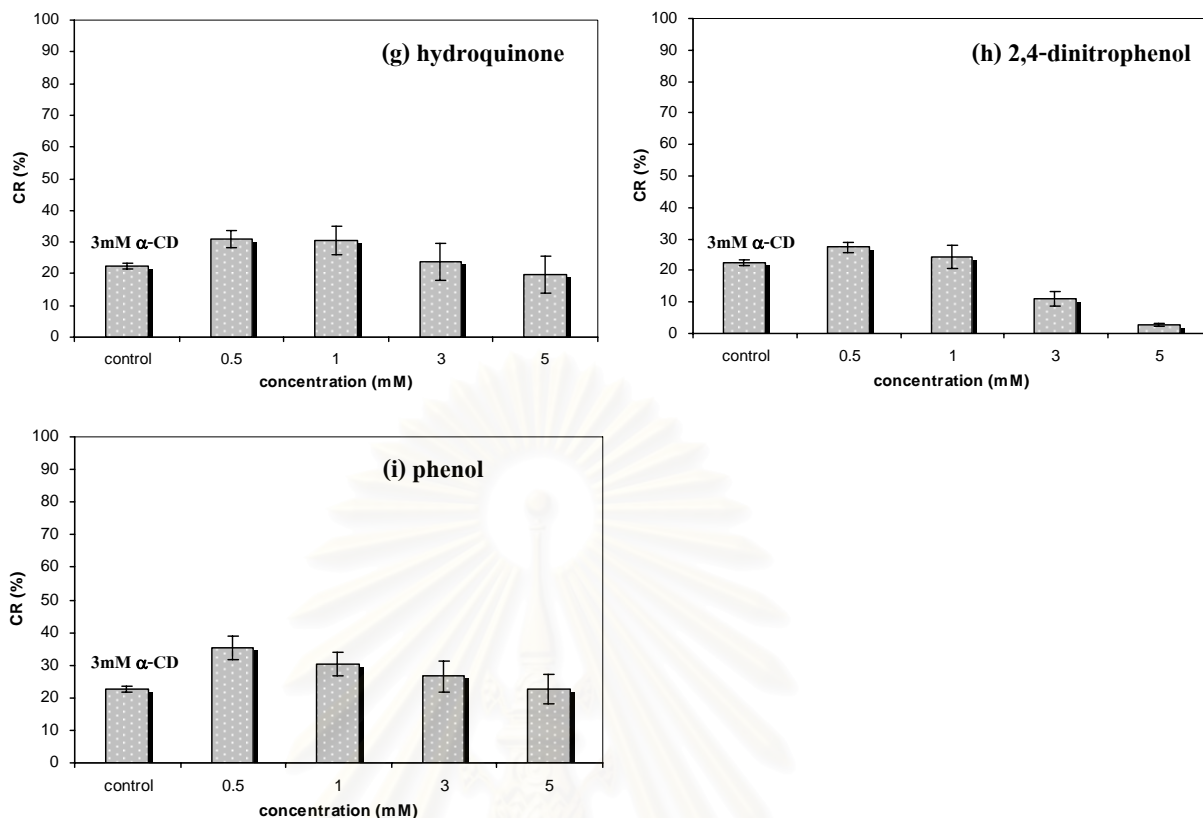 (g) hydroquinone
CR (%)
100
90
80
70
60
50
40
30
20
10
0
3mM α-CD
control 0.5 1 3 5
concentration (mM)
(h) 2,4-dinitrophenol
CR (%)
100
90
80
70
60
50
40
30
20
10
0
3mM α-CD
control 0.5 1 3 5
concentration (mM)
(i) phenol
CR (%)
100
90
80
70
60
50
40
30
20
10
0
3mM α-CD
control 0.5 1 3 5
concentration (mM)